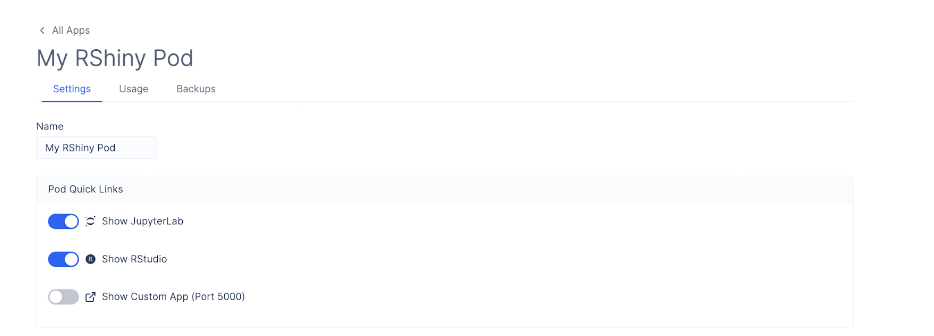 All Apps
My RShiny Pod
Settings Usage Backups
Name
My RShiny Pod
Pod Quick Links
Show JupyterLab
R Show RStudio
Show Custom App (Port 5000)